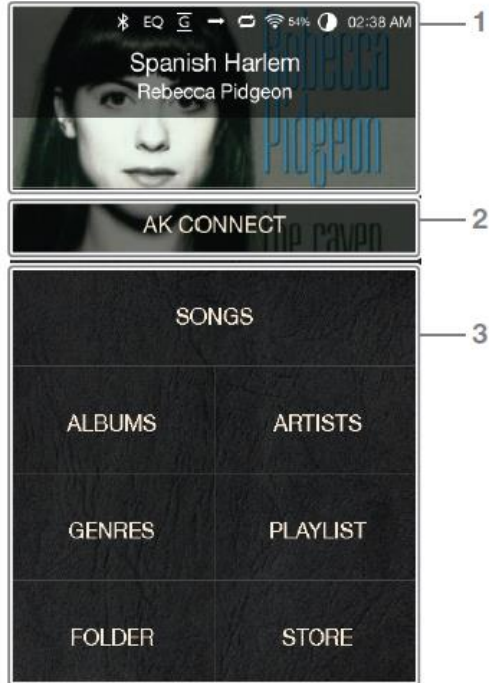 EQ G 54% 02:38 AM 1
Spanish Harlem
Rebecca Pidgeon
Rebecca
Pidgeon
AK CONNECT 2
the raven
SONGS 3
ALBUMS ARTISTS
GENRES PLAYLIST
FOLDER STORE